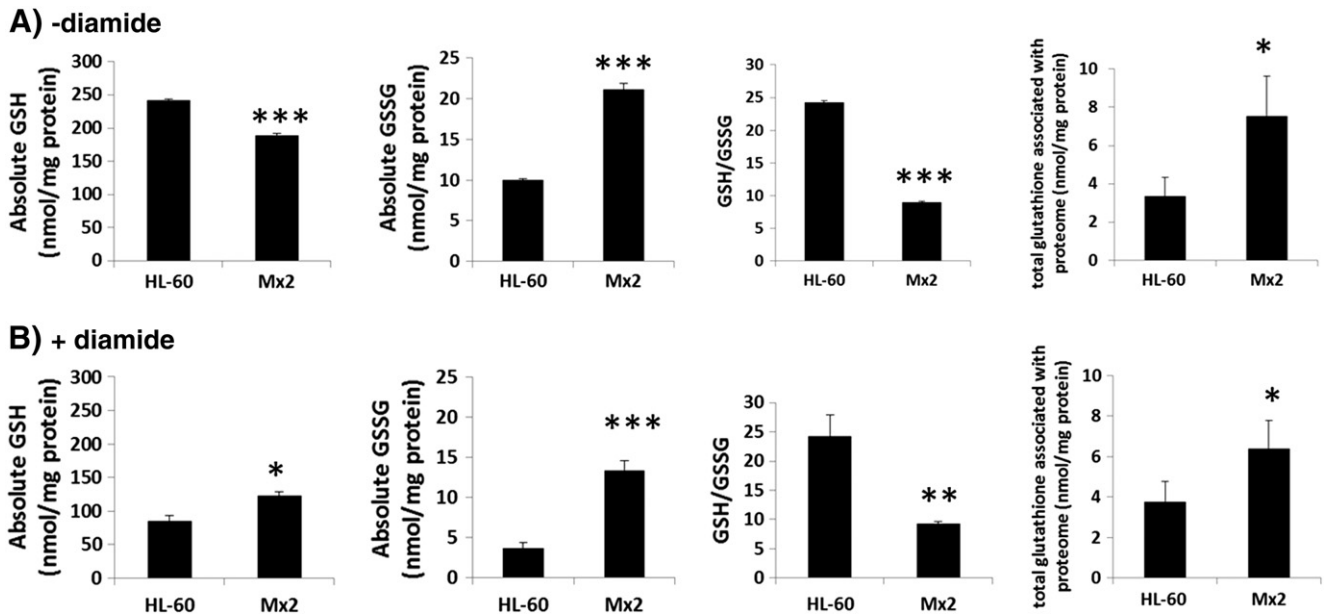 A) -diamide
Absolute GSH
(nmol/mg protein)
300
250
200
150
100
50
0
***
HL-60
Mx2
Absolute GSSG
(nmol/mg protein)
25
20
15
10
5
0
***
HL-60
Mx2
GSH/GSSG
30
25
20
15
10
5
0
***
HL-60
Mx2
total glutathione associated with
proteome (nmol/mg protein)
10
8
6
4
2
0
*
HL-60
Mx2
B) + diamide
Absolute GSH
(nmol/mg protein)
300
250
200
150
100
50
0
*
HL-60
Mx2
Absolute GSSG
(nmol/mg protein)
25
20
15
10
5
0
***
HL-60
Mx2
GSH/GSSG
30
25
20
15
10
5
0
**
HL-60
Mx2
total glutathione associated with
proteome (nmol/mg protein)
10
8
6
4
2
0
*
HL-60
Mx2